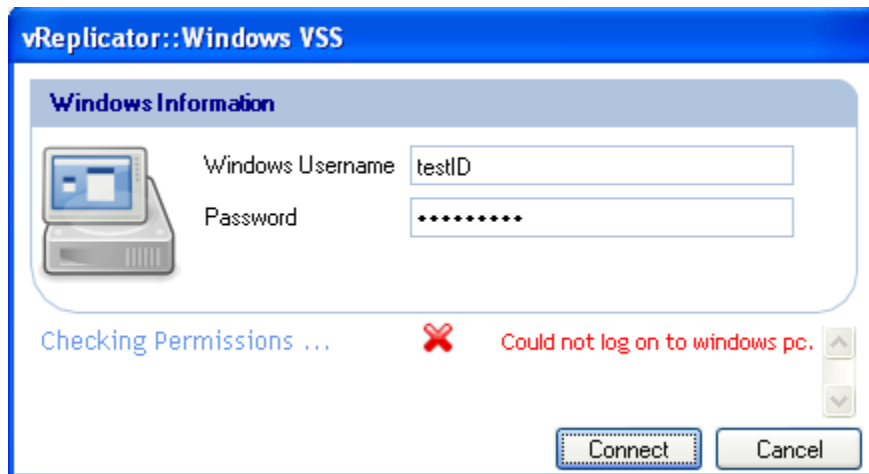 vReplicator::Windows VSS
Windows Information
Windows Username testID
Password •••••••••
Checking Permissions ... Could not log on to windows pc.
Connect Cancel